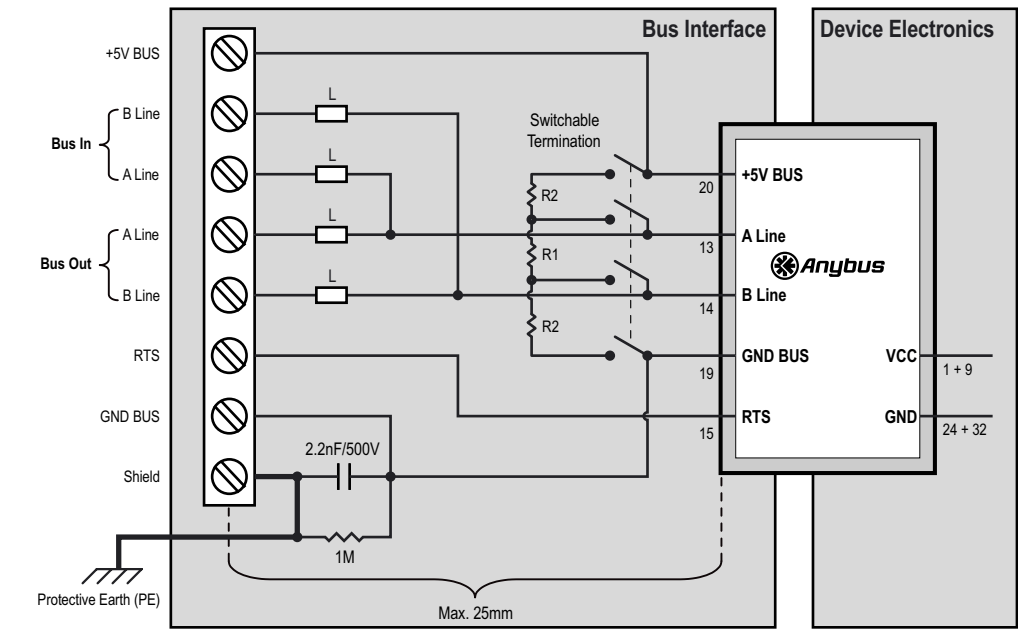 Bus Interface
Device Electronics
+5V BUS
Bus In
B Line
A Line
Bus Out
A Line
B Line
RTS
GND BUS
Shield
Protective Earth (PE)
L
L
L
L
2.2nF/500V
1M
Max. 25mm
Switchable
Termination
R2
R1
R2
20
13
14
19
15
+5V BUS
A Line
Anybus
B Line
GND BUS
RTS
VCC
GND
1 + 9
24 + 32